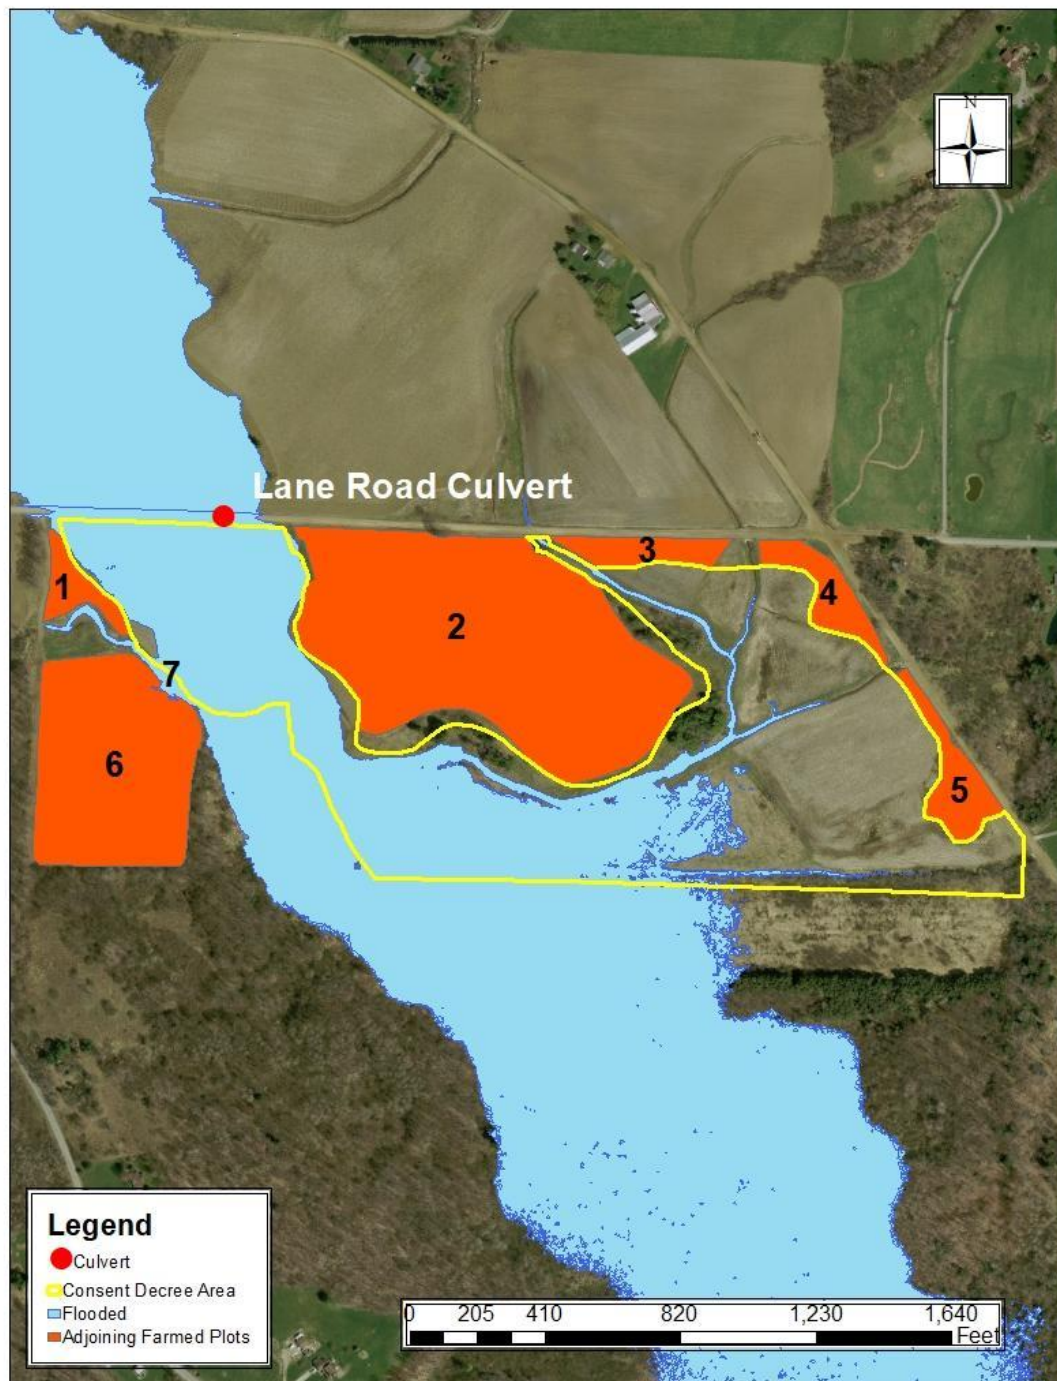 N
Lane Road Culvert
1
2
3
4
5
6
7
Legend
Culvert
Consent Decree Area
Flooded
Adjoining Farmed Plots
0 205 410 820 1,230 1,640
Feet